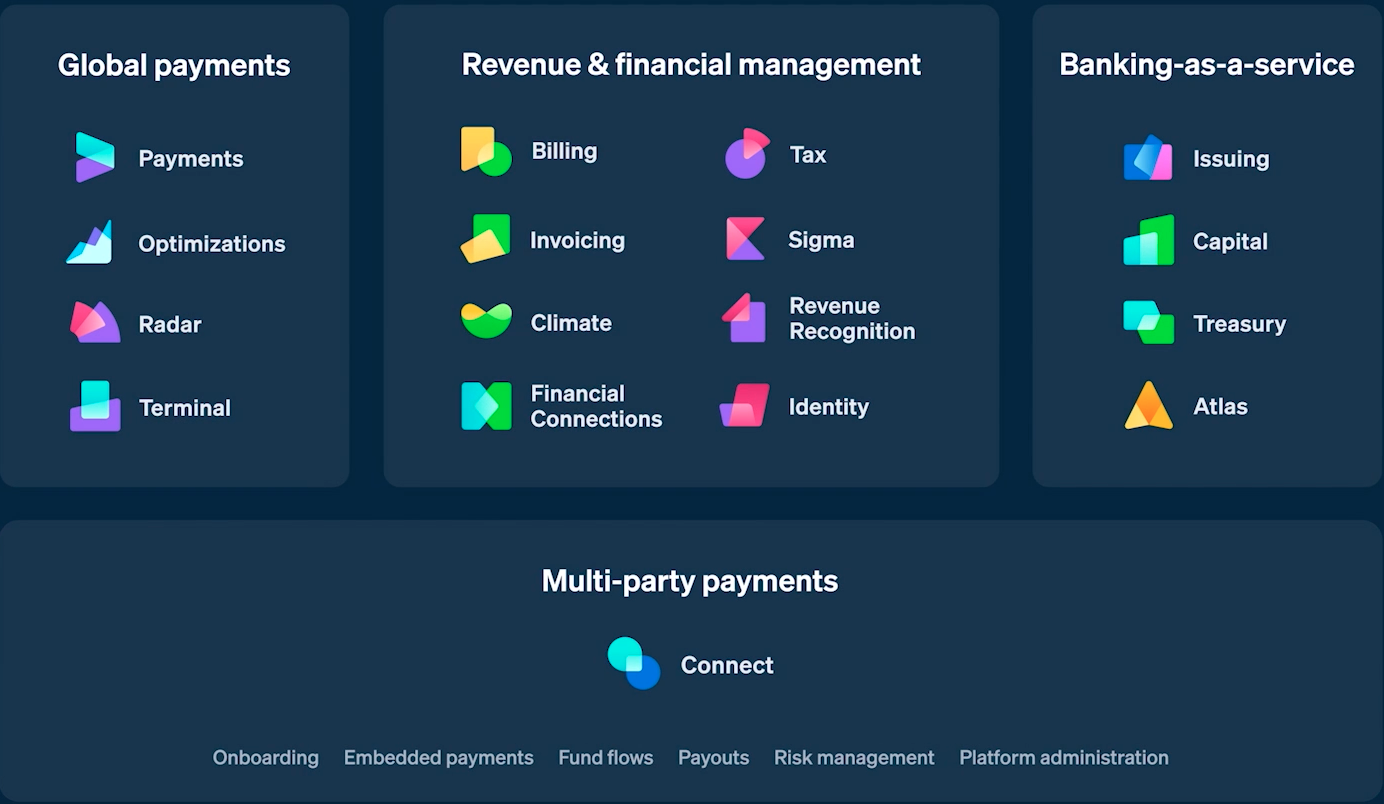 Global payments
Payments
Optimizations
Radar
Terminal
Revenue & financial management
Billing
Invoicing
Climate
Financial
Connections
Tax
Sigma
Revenue
Recognition
Identity
Banking-as-a-service
Issuing
Capital
Treasury
Atlas
Multi-party payments
Connect
Onboarding Embedded payments Fund flows Payouts Risk management Platform administration